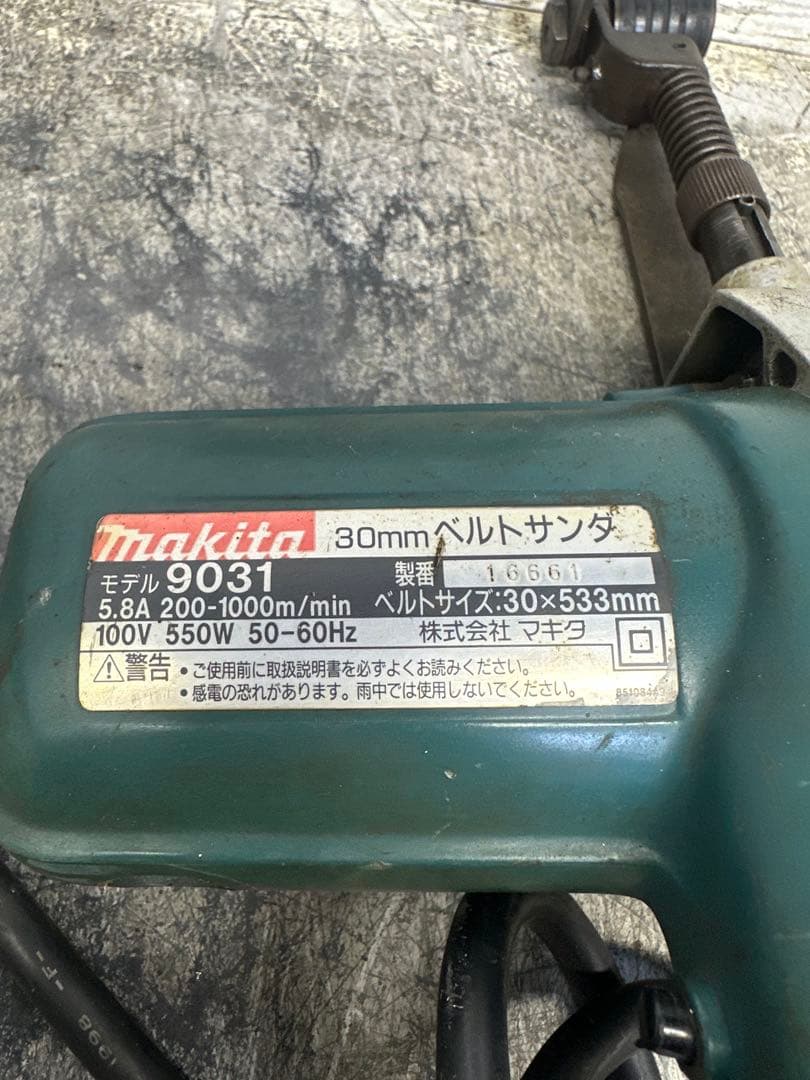 makita 30mmベルトサンダ
モデル 9031 製番 16661
5.8A 200-1000m/min ベルトサイズ:30×533mm
100V 550W 50-60Hz 株式会社 マキタ
⚠警告 • ご使用前に取扱説明書を必ずよくお読みください。
• 感電の恐れがあります。雨中では使用しないでください。
-F- 1998